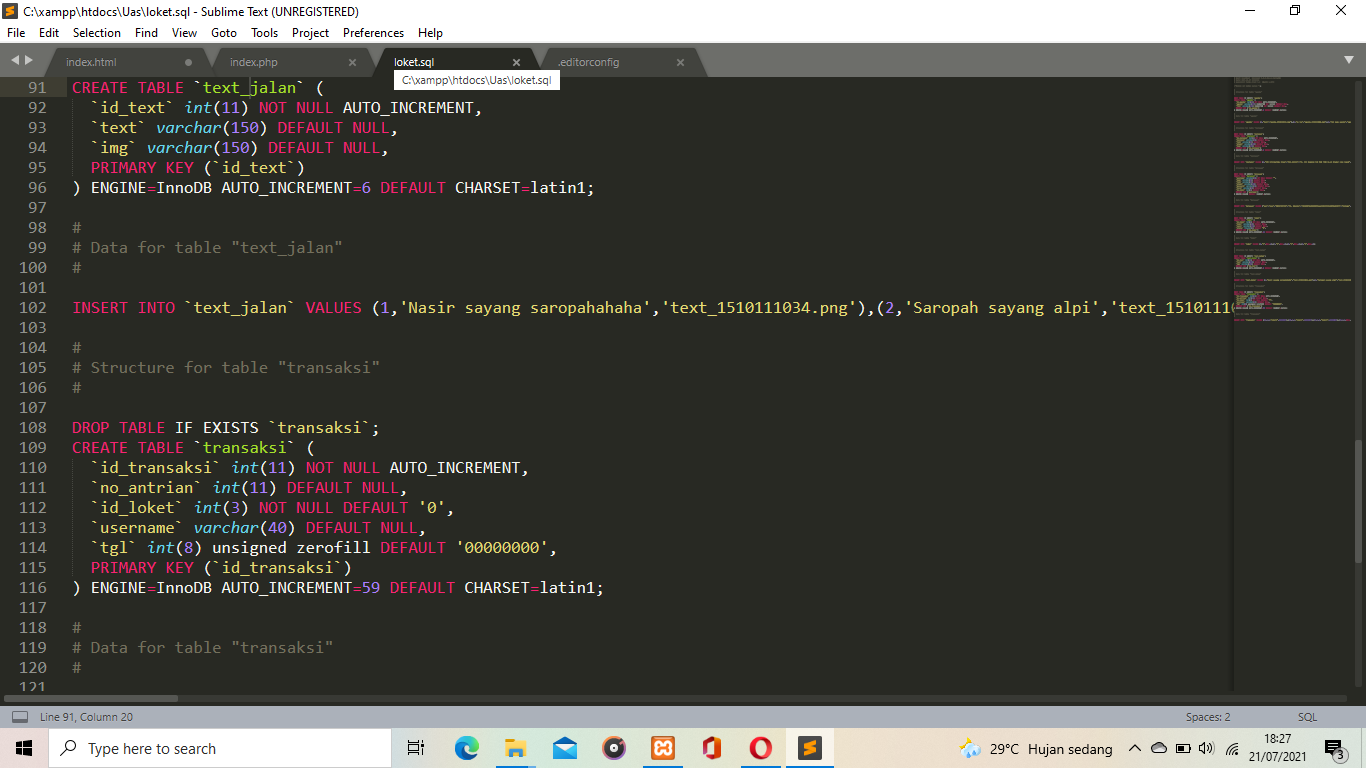 C:\xampp\htdocs\Uas\loket.sql - Sublime Text (UNREGISTERED)
File Edit Selection Find View Goto Tools Project Preferences Help
index.html index.php loket.sql .editorconfig
C:\xampp\htdocs\Uas\loket.sql
91 CREATE TABLE `text_jalan` (
92 `id_text` int(11) NOT NULL AUTO_INCREMENT,
93 `text` varchar(150) DEFAULT NULL,
94 `img` varchar(150) DEFAULT NULL,
95 PRIMARY KEY (`id_text`)
96 ) ENGINE=InnoDB AUTO_INCREMENT=6 DEFAULT CHARSET=latin1;
97
98 #
99 # Data for table "text_jalan"
100 #
101
102 INSERT INTO `text_jalan` VALUES (1,'Nasir sayang saropahahaha','text_1510111034.png'),(2,'Saropah sayang alpi','text_1510111
103
104 #
105 # Structure for table "transaksi"
106 #
107
108 DROP TABLE IF EXISTS `transaksi`;
109 CREATE TABLE `transaksi` (
110 `id_transaksi` int(11) NOT NULL AUTO_INCREMENT,
111 `no_antrian` int(11) DEFAULT NULL,
112 `id_loket` int(3) NOT NULL DEFAULT '0',
113 `username` varchar(40) DEFAULT NULL,
114 `tgl` int(8) unsigned zerofill DEFAULT '00000000',
115 PRIMARY KEY (`id_transaksi`)
116 ) ENGINE=InnoDB AUTO_INCREMENT=59 DEFAULT CHARSET=latin1;
117
118 #
119 # Data for table "transaksi"
120 #
121
Line 91, Column 20 Spaces: 2 SQL
Type here to search 29°C Hujan sedang 18:27
21/07/2021 3